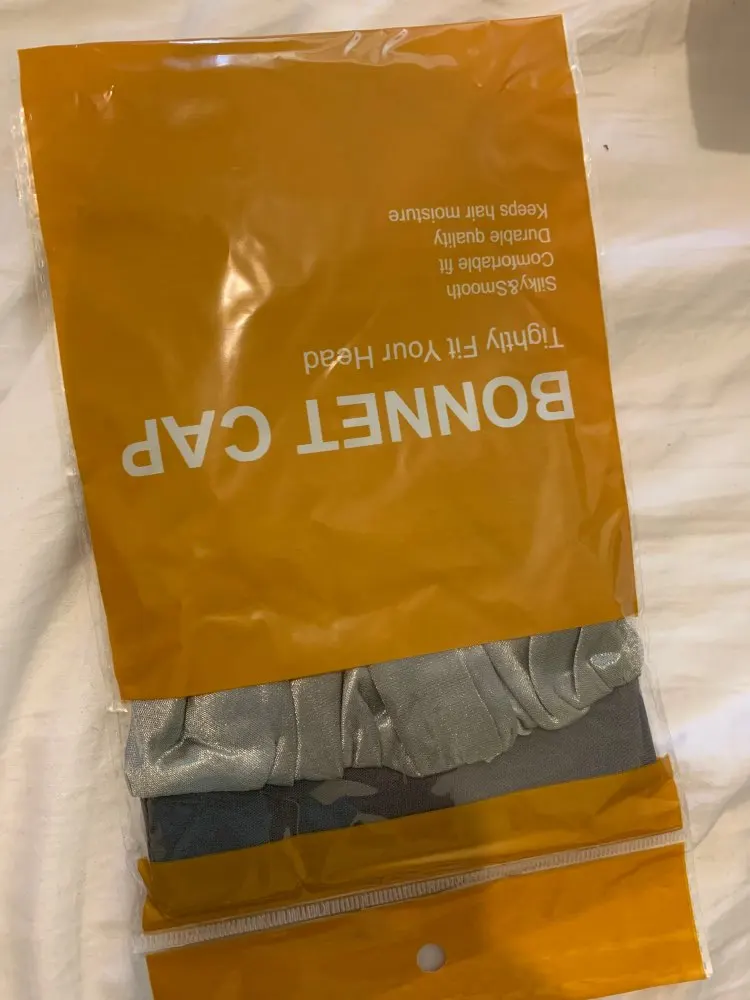 BONNET CAP
Tightly Fit Your Head
Silky&Smooth
Comfortable fit
Durable quality
Keeps hair moisture